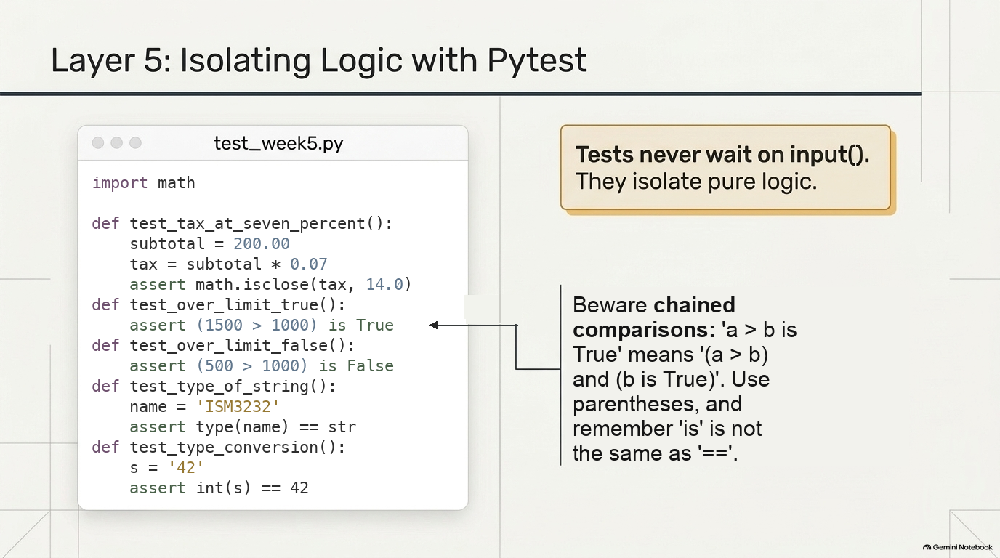 Layer 5: Isolating Logic with Pytest
test_week5.py
import math
def test_tax_at_seven_percent():
    subtotal = 200.00
    tax = subtotal * 0.07
    assert math.isclose(tax, 14.0)
def test_over_limit_true():
    assert (1500 > 1000) is True
def test_over_limit_false():
    assert (500 > 1000) is False
def test_type_of_string():
    name = 'ISM3232'
    assert type(name) == str
def test_type_conversion():
    s = '42'
    assert int(s) == 42
Tests never wait on input().
They isolate pure logic.
Beware chained
comparisons: 'a > b is
True' means '(a > b)
and (b is True)'. Use
parentheses, and
remember 'is' is not
the same as '=='.
Gemini Notebook